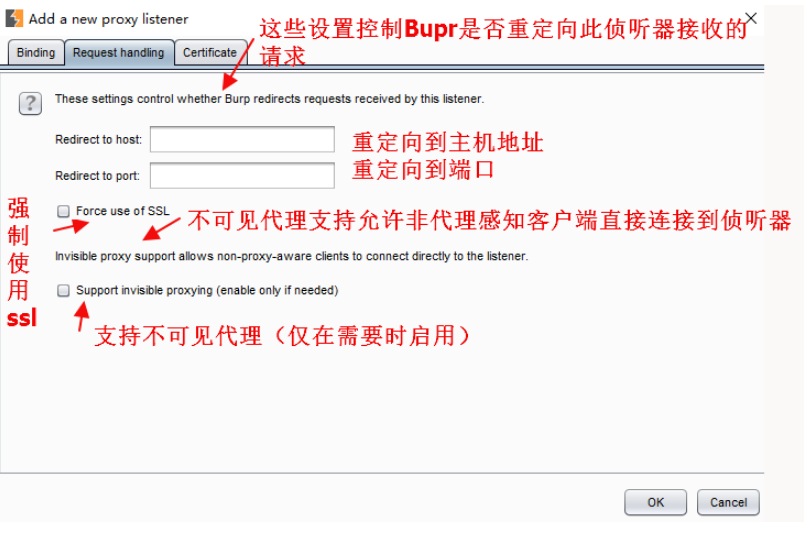 Add a new proxy listener
这些设置控制Bupr是否重定向此侦听器接收的
请求
Binding Request handling Certificate
?
These settings control whether Burp redirects requests received by this listener.
Redirect to host:
重定向到主机地址
Redirect to port:
重定向到端口
强
制
使
用
ssl
Force use of SSL
不可见代理支持允许非代理感知客户端直接连接到侦听器
Invisible proxy support allows non-proxy-aware clients to connect directly to the listener.
Support invisible proxying (enable only if needed)
支持不可见代理（仅在需要时启用）
OK Cancel